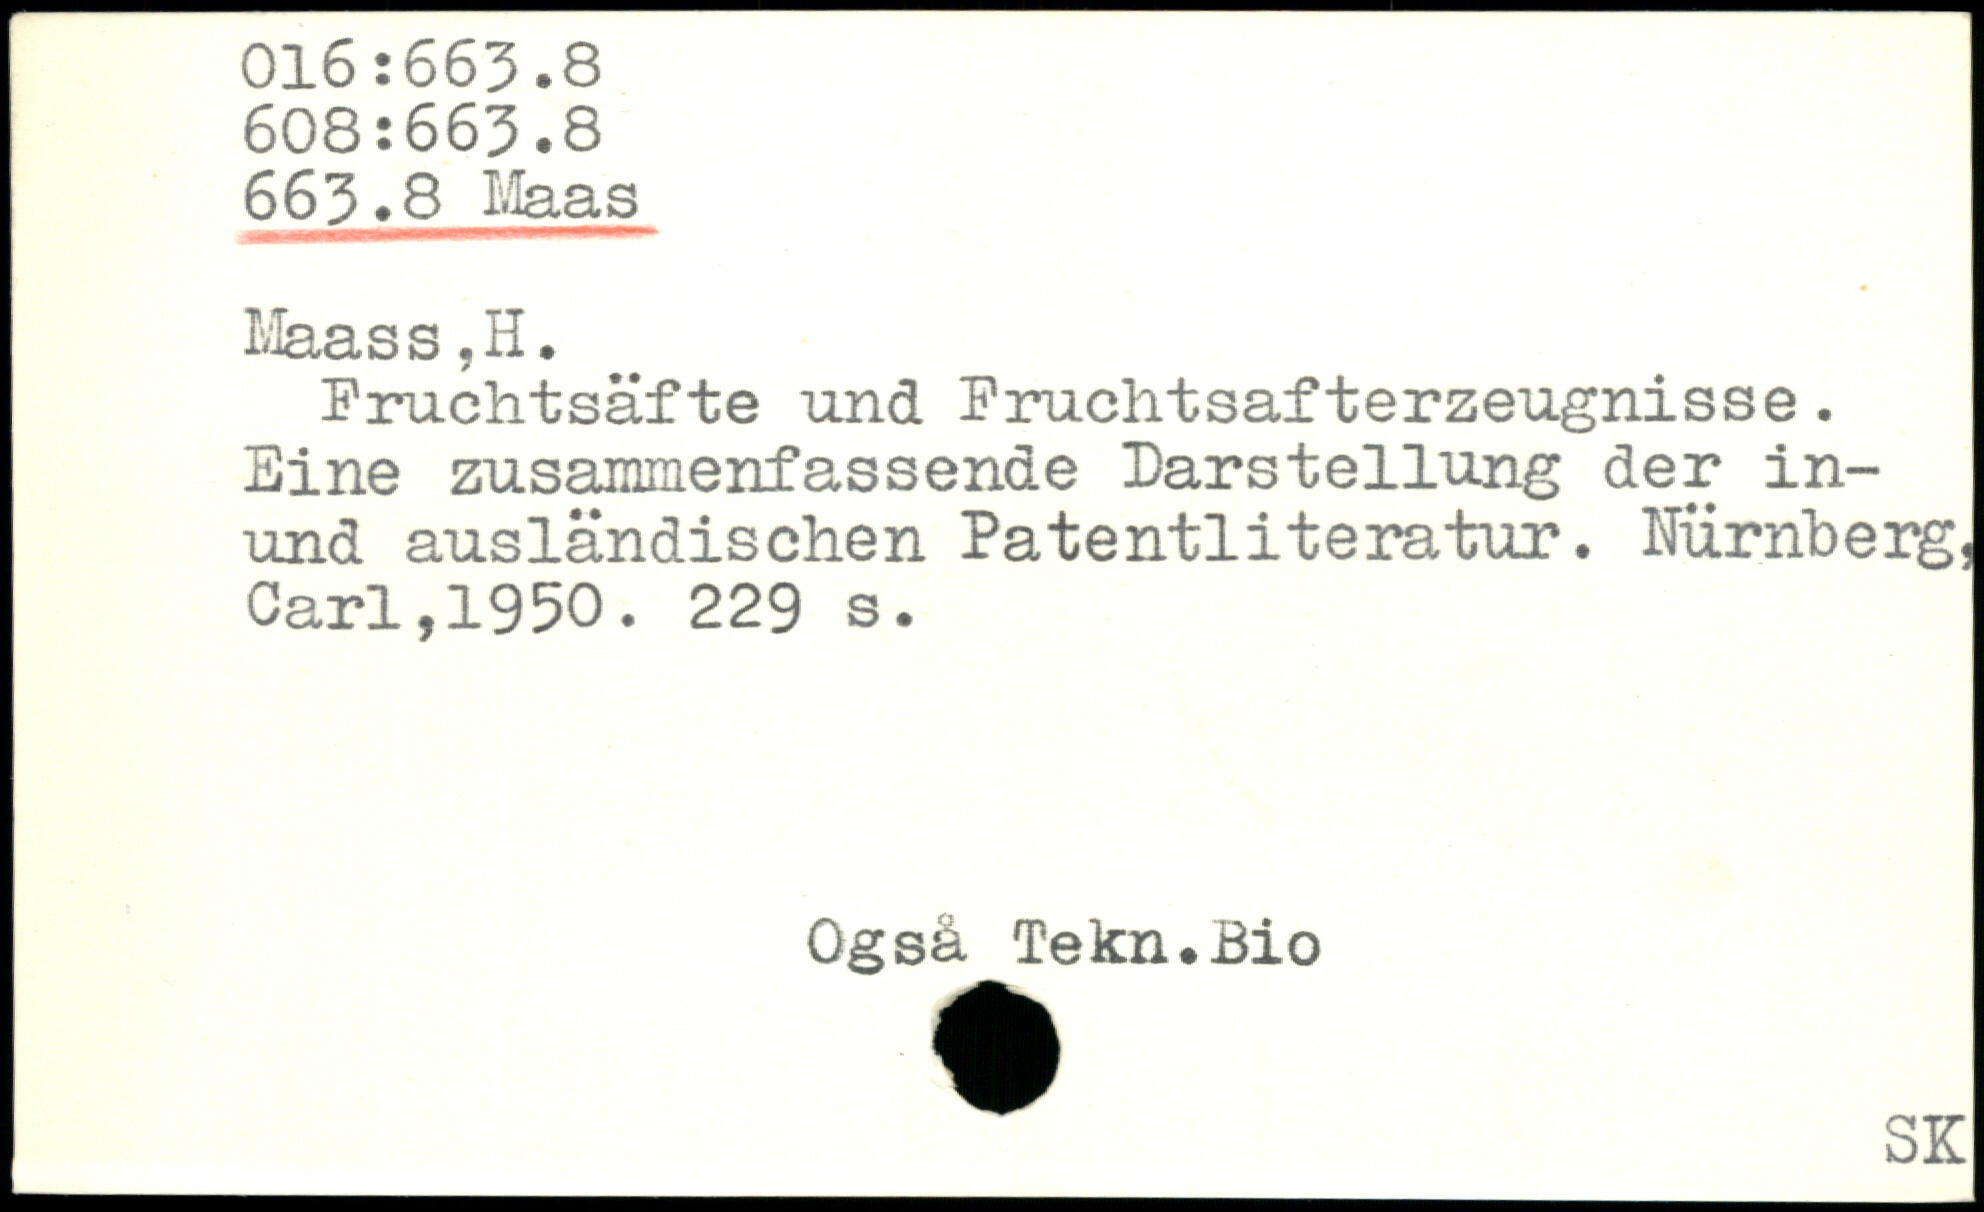 016:663.8
608:663.8
663.8 Maas
Maass,H.
Fruchtsäfte und Fruchtsafterzeugnisse.
Eine zusammenfassende Darstellung der in-
und ausländischen Patentliteratur. Nürnberg,
Carl,1950. 229 s.
Også Tekn.Bio
SK